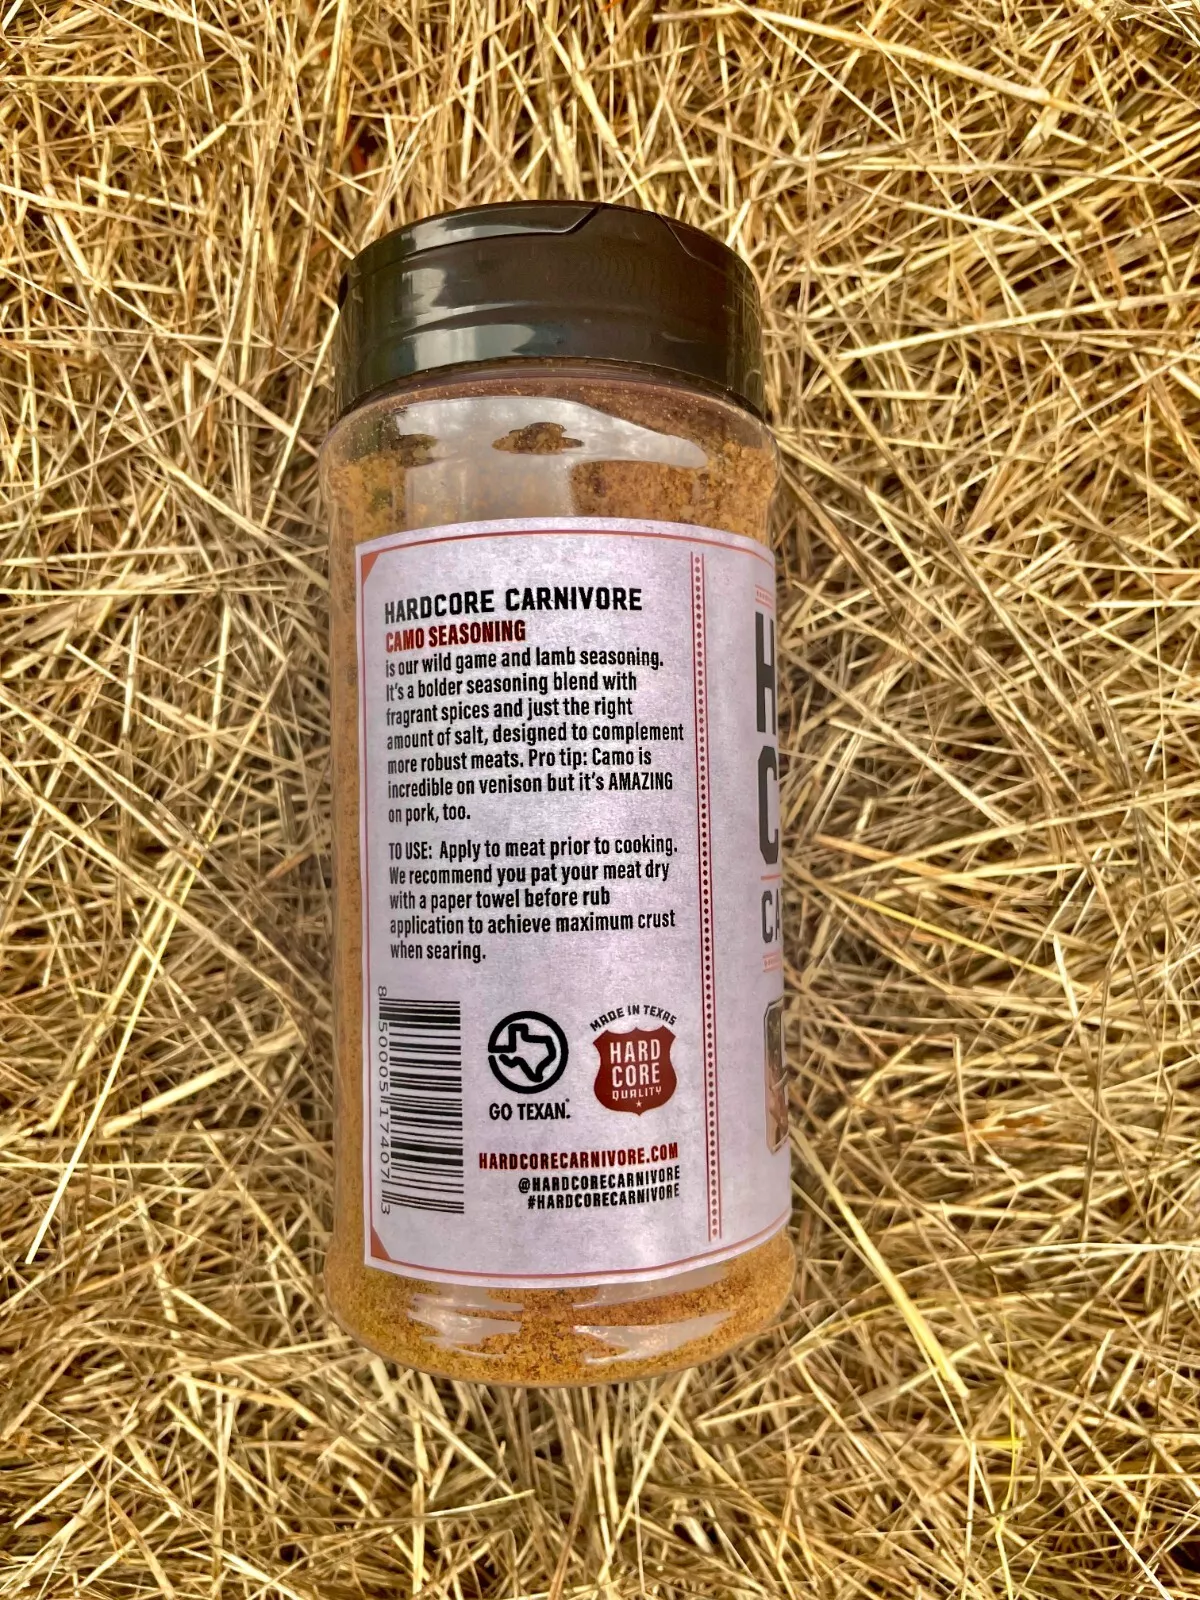 HARDCORE CARNIVORE
CAMO SEASONING
is our wild game and lamb seasoning.
It's a bolder seasoning blend with
fragrant spices and just the right
amount of salt, designed to complement
more robust meats. Pro tip: Camo is
incredible on venison but it's AMAZING
on pork, too.
TO USE: Apply to meat prior to cooking.
We recommend you pat your meat dry
with a paper towel before rub
application to achieve maximum crust
when searing.
8 50005 17407 3
GO TEXAN.
MADE IN TEXAS
HARD
CORE
QUALITY
HARDCORECARNIVORE.COM
@HARDCORECARNIVORE
#HARDCORECARNIVORE